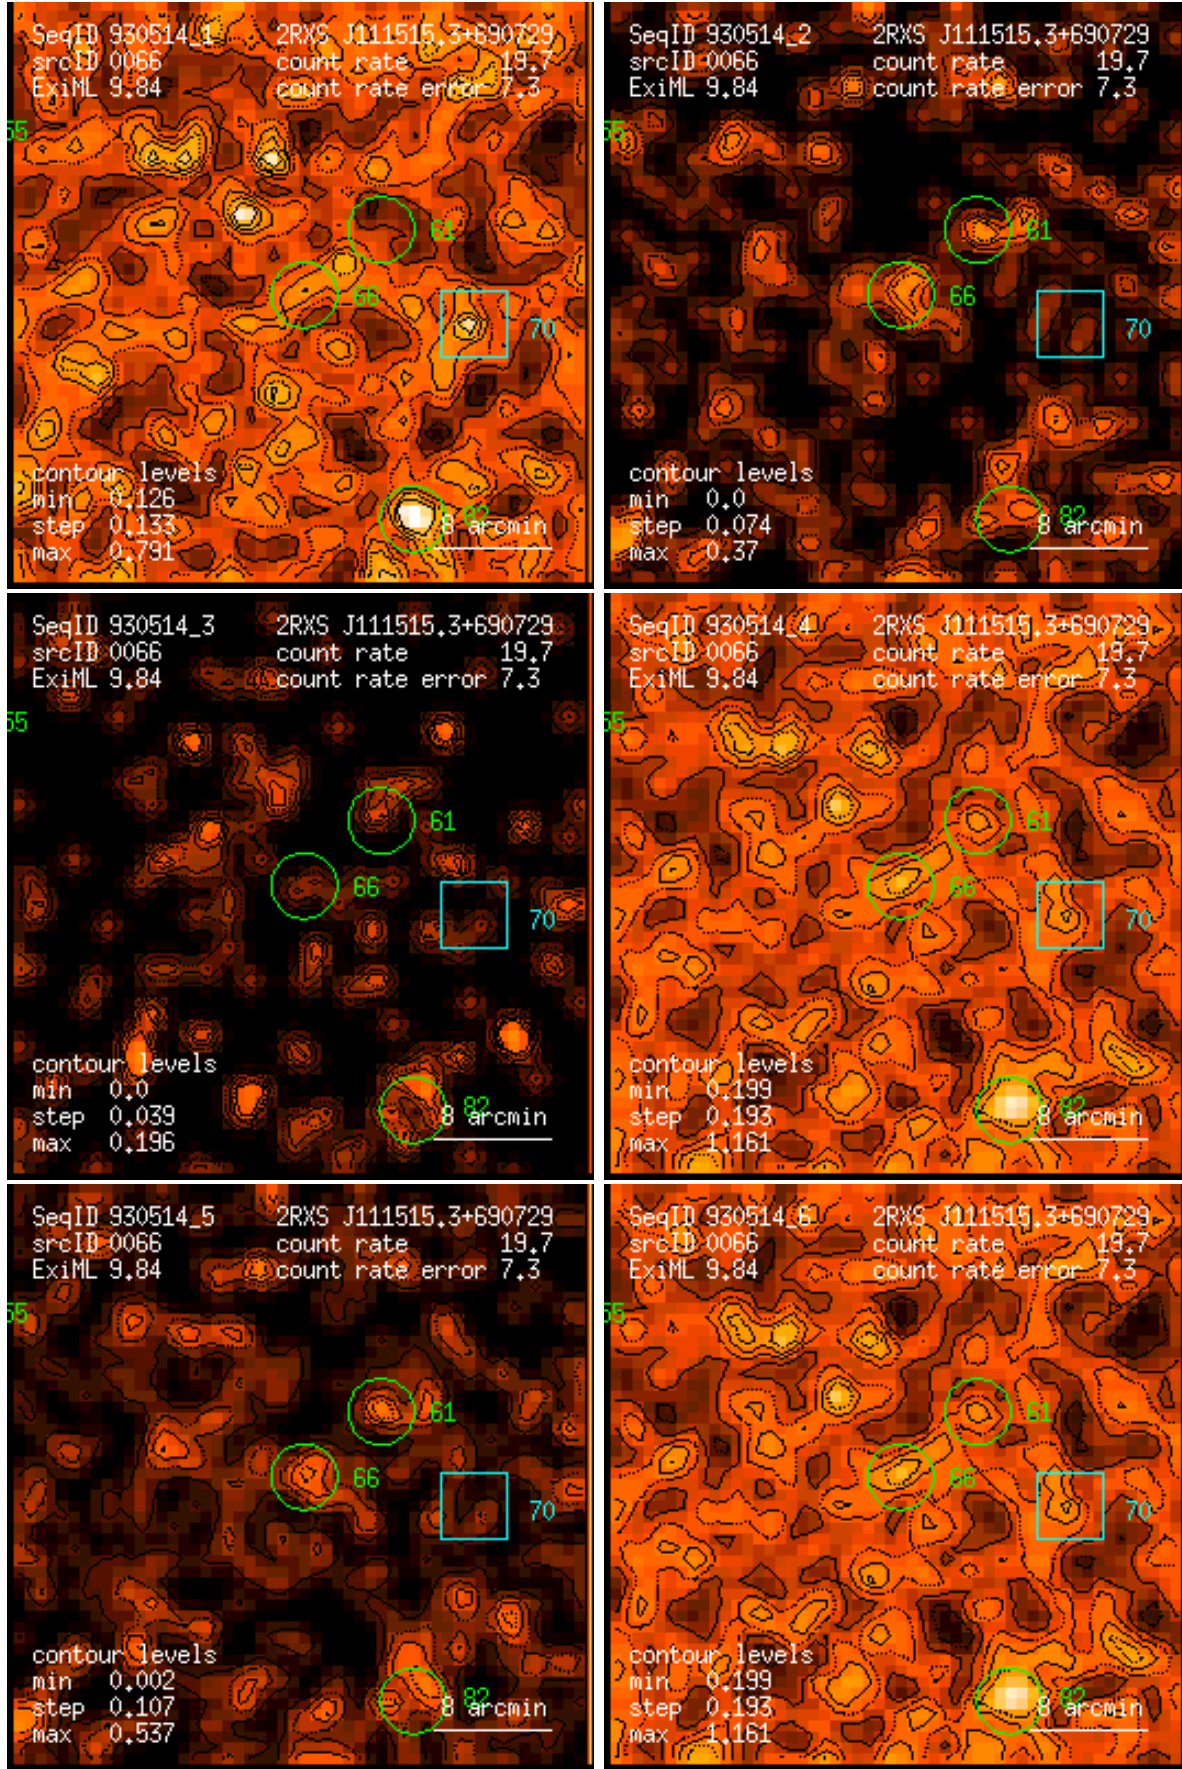 SeqID 930514_1 2RXS J111515.3+690729
srcID 0066 count rate 19.7
ExiML 9.84 count rate error 7.3
55
61
66
70
contour levels
min 0.126
step 0.133
max 0.791
82
8 arcmin
SeqID 930514_2 2RXS J111515.3+690729
srcID 0066 count rate 19.7
ExiML 9.84 count rate error 7.3
55
61
66
70
contour levels
min 0.0
step 0.074
max 0.37
82
8 arcmin
SeqID 930514_3 2RXS J111515.3+690729
srcID 0066 count rate 19.7
ExiML 9.84 count rate error 7.3
55
61
66
70
contour levels
min 0.0
step 0.039
max 0.196
82
8 arcmin
SeqID 930514_4 2RXS J111515.3+690729
srcID 0066 count rate 19.7
ExiML 9.84 count rate error 7.3
55
61
66
70
contour levels
min 0.199
step 0.193
max 1.161
82
8 arcmin
SeqID 930514_5 2RXS J111515.3+690729
srcID 0066 count rate 19.7
ExiML 9.84 count rate error 7.3
55
61
66
70
contour levels
min 0.002
step 0.107
max 0.537
82
8 arcmin
SeqID 930514_6 2RXS J111515.3+690729
srcID 0066 count rate 19.7
ExiML 9.84 count rate error 7.3
55
61
66
70
contour levels
min 0.199
step 0.193
max 1.161
82
8 arcmin